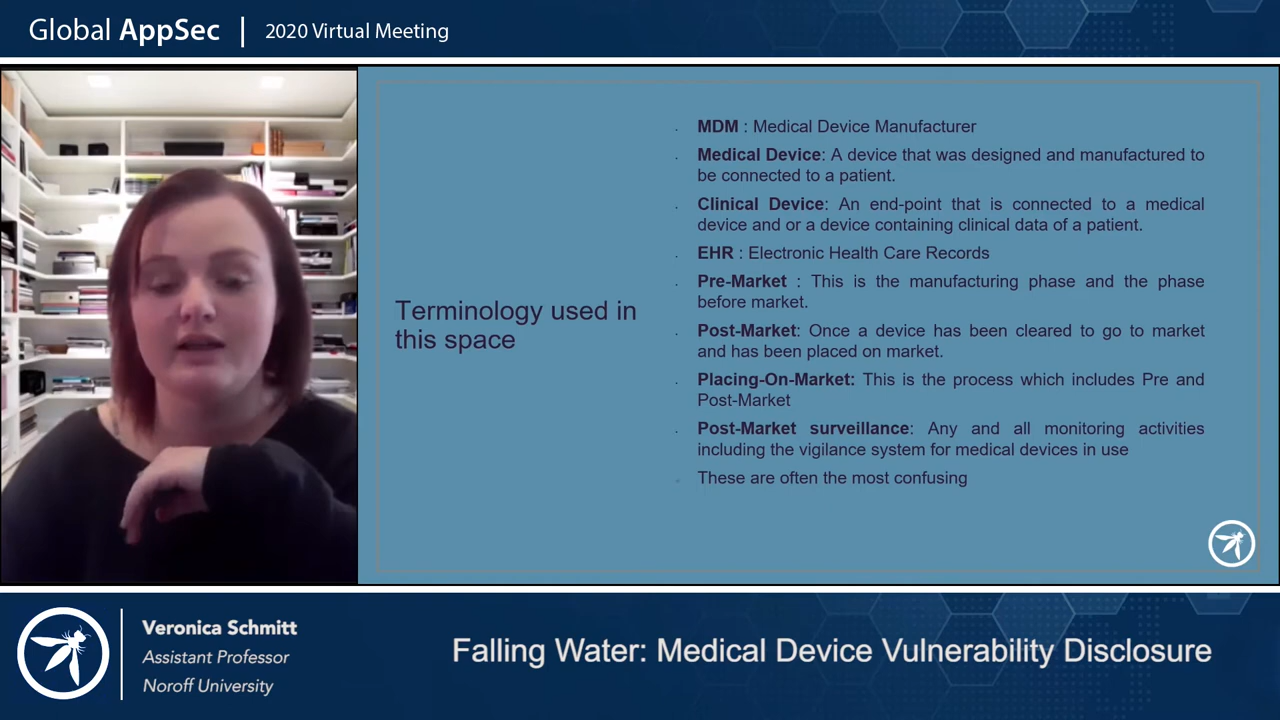 Global AppSec | 2020 Virtual Meeting
Terminology used in
this space
MDM : Medical Device Manufacturer
Medical Device: A device that was designed and manufactured to
be connected to a patient.
Clinical Device: An end-point that is connected to a medical
device and or a device containing clinical data of a patient.
EHR : Electronic Health Care Records
Pre-Market : This is the manufacturing phase and the phase
before market.
Post-Market: Once a device has been cleared to go to market
and has been placed on market.
Placing-On-Market: This is the process which includes Pre and
Post-Market
Post-Market surveillance: Any and all monitoring activities
including the vigilance system for medical devices in use
These are often the most confusing
Veronica Schmitt
Assistant Professor
Noroff University
Falling Water: Medical Device Vulnerability Disclosure